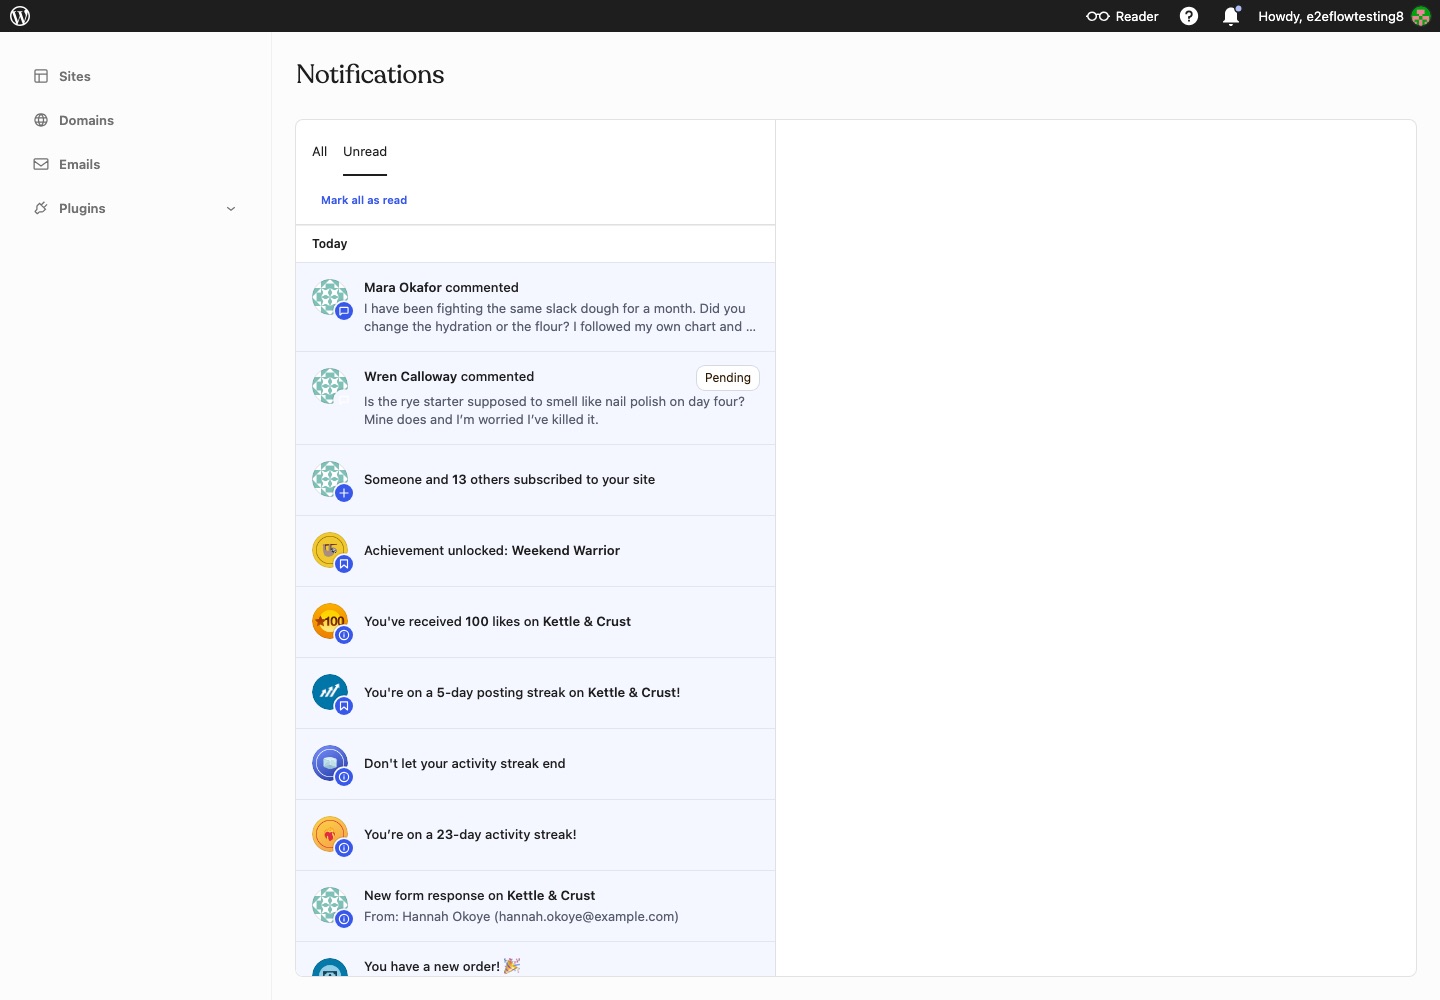 Reader
Howdy, e2eflowtesting8
Sites
Domains
Emails
Plugins
Notifications
All
Unread
Mark all as read
Today
Mara Okafor commented
I have been fighting the same slack dough for a month. Did you
change the hydration or the flour? I followed my own chart and ...
Wren Calloway commented
Pending
Is the rye starter supposed to smell like nail polish on day four?
Mine does and I’m worried I’ve killed it.
Someone and 13 others subscribed to your site
Achievement unlocked: Weekend Warrior
100
You've received 100 likes on Kettle & Crust
You're on a 5-day posting streak on Kettle & Crust!
Don't let your activity streak end
You’re on a 23-day activity streak!
New form response on Kettle & Crust
From: Hannah Okoye (hannah.okoye@example.com)
You have a new order! 🎉